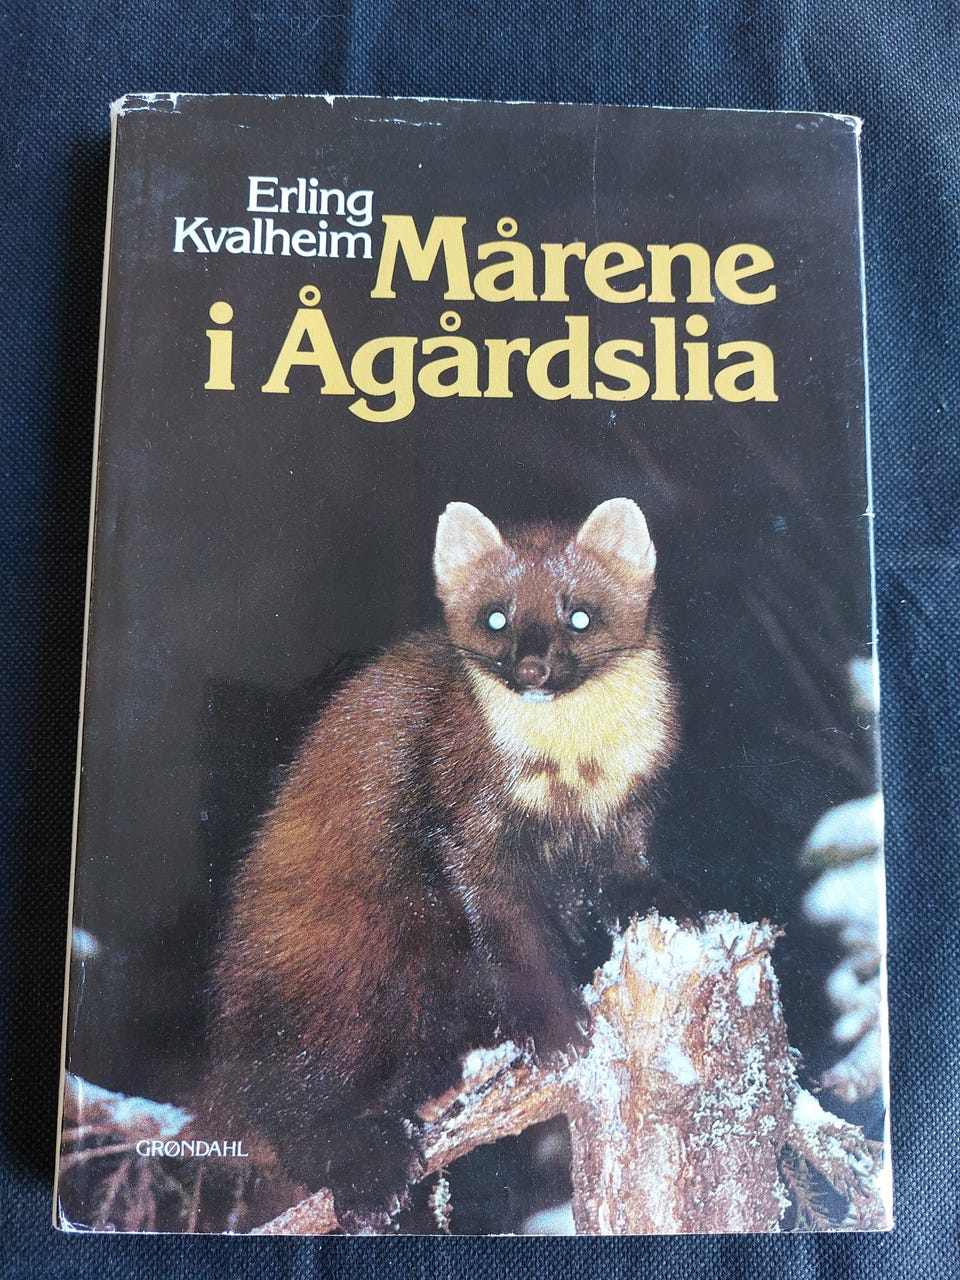 Erling
Kvalheim
Mårene
i Ågårdslia
GRØNDAHL